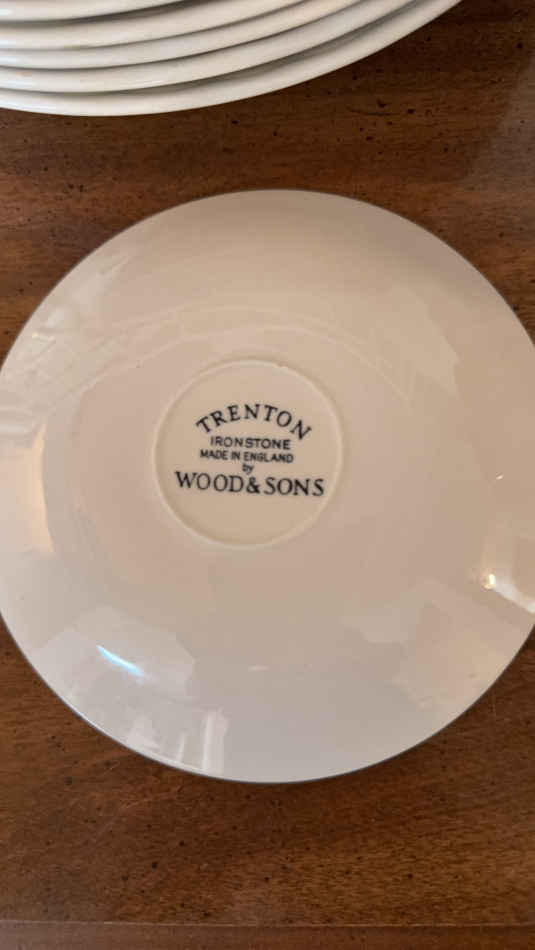 TRENTON
IRONSTONE
MADE IN ENGLAND
by
WOOD & SONS